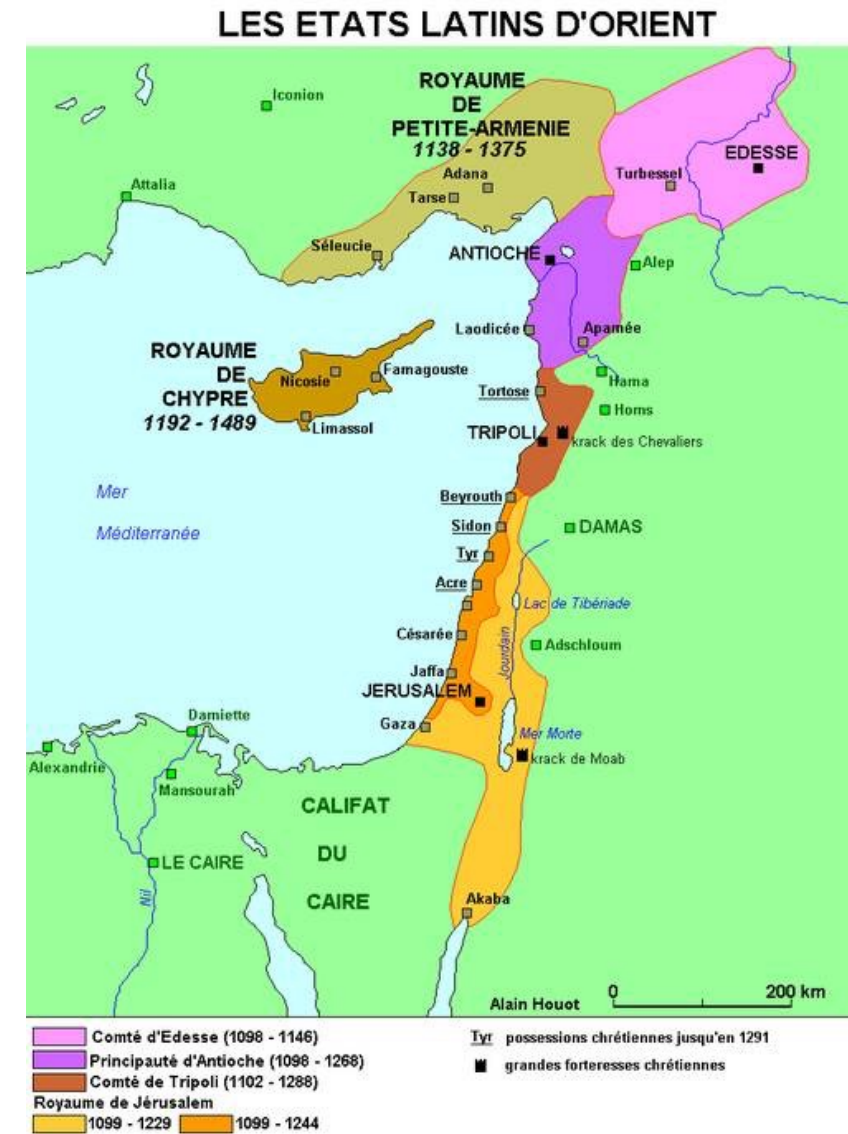 LES ETATS LATINS D'ORIENT
ROYAUME
DE
PETITE-ARMENIE
1138 - 1375
Iconion
EDESSE
Turbessel
Adana
Tarse
Attalia
Séleucie
ANTIOCHE
Alep
Laodicée
Apamée
ROYAUME
DE
CHYPRE
1192 - 1489
Nicosie
Famagouste
Limassol
Hama
Tortose
Homs
TRIPOLI
krack des Chevaliers
Mer
Méditerranée
Beyrouth
Sidon
DAMAS
Tyr
Acre
Lac de Tibériade
Césarée
Jourdain
Adschloum
Jaffa
JERUSALEM
Gaza
Mer Morte
krack de Moab
Damiette
Alexandrie
Mansourah
CALIFAT
DU
CAIRE
LE CAIRE
Nil
Akaba
Alain Houot
0 200 km
Comté d'Edesse (1098 - 1146)
Principauté d'Antioche (1098 - 1268)
Comté de Tripoli (1102 - 1288)
Royaume de Jérusalem
1099 - 1229 1099 - 1244
Tyr possessions chrétiennes jusqu'en 1291
grandes forteresses chrétiennes